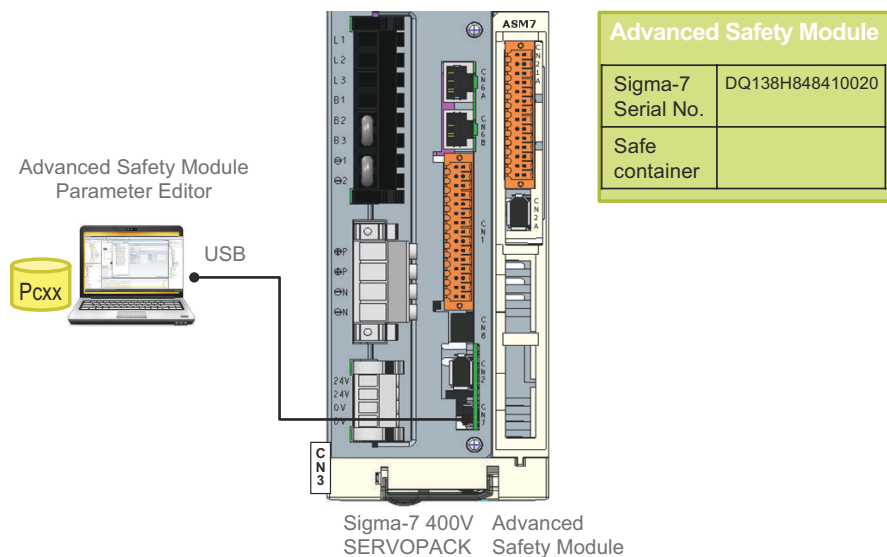 Advanced Safety Module
Parameter Editor
Pcxx
USB
L1
L2
L3
B1
B2
B3
⊖1
⊖2
⊕P
⊕P
⊖N
⊖N
24V
24V
0V
0V
CN3
CN6A
CN6B
CN1
CN8
CN2
CN7
ASM7
CN21A
CN2A
Sigma-7 400V
SERVOPACK
Advanced
Safety Module
Advanced Safety Module
Sigma-7
Serial No.
DQ138H848410020
Safe
container